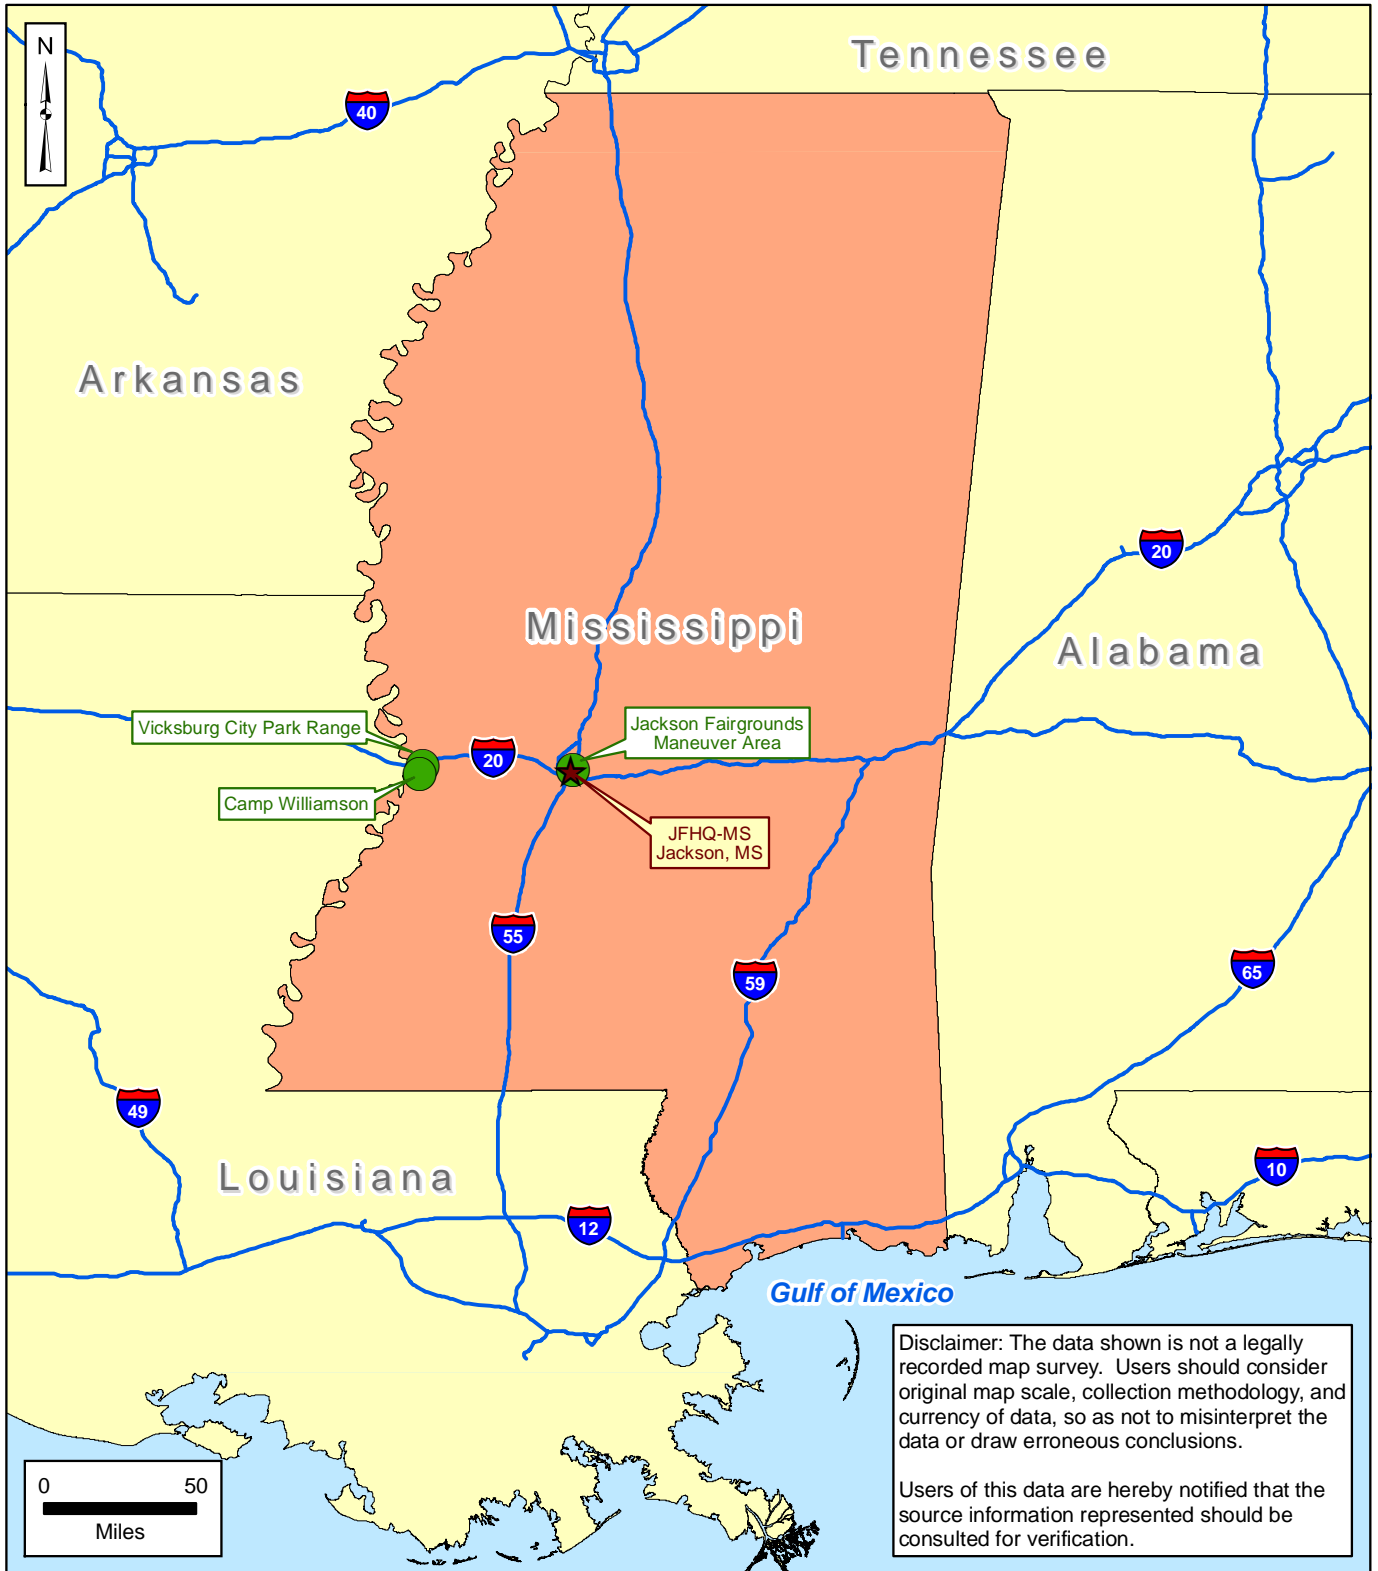 N
Tennessee
40
Arkansas
20
Mississippi
Alabama
Vicksburg City Park Range
Jackson Fairgrounds
Maneuver Area
20
Camp Williamson
JFHQ-MS
Jackson, MS
55
59
65
49
Louisiana
10
12
Gulf of Mexico
Disclaimer: The data shown is not a legally
recorded map survey.  Users should consider
original map scale, collection methodology, and
currency of data, so as not to misinterpret the
data or draw erroneous conclusions.
Users of this data are hereby notified that the
source information represented should be
consulted for verification.
0 50
Miles